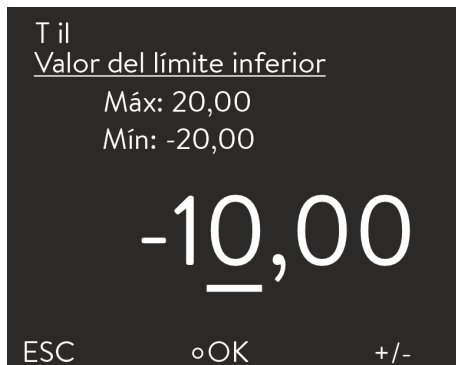 T il
Valor del límite inferior
Máx: 20,00
Mín: -20,00
-10,00
ESC ○OK +/-